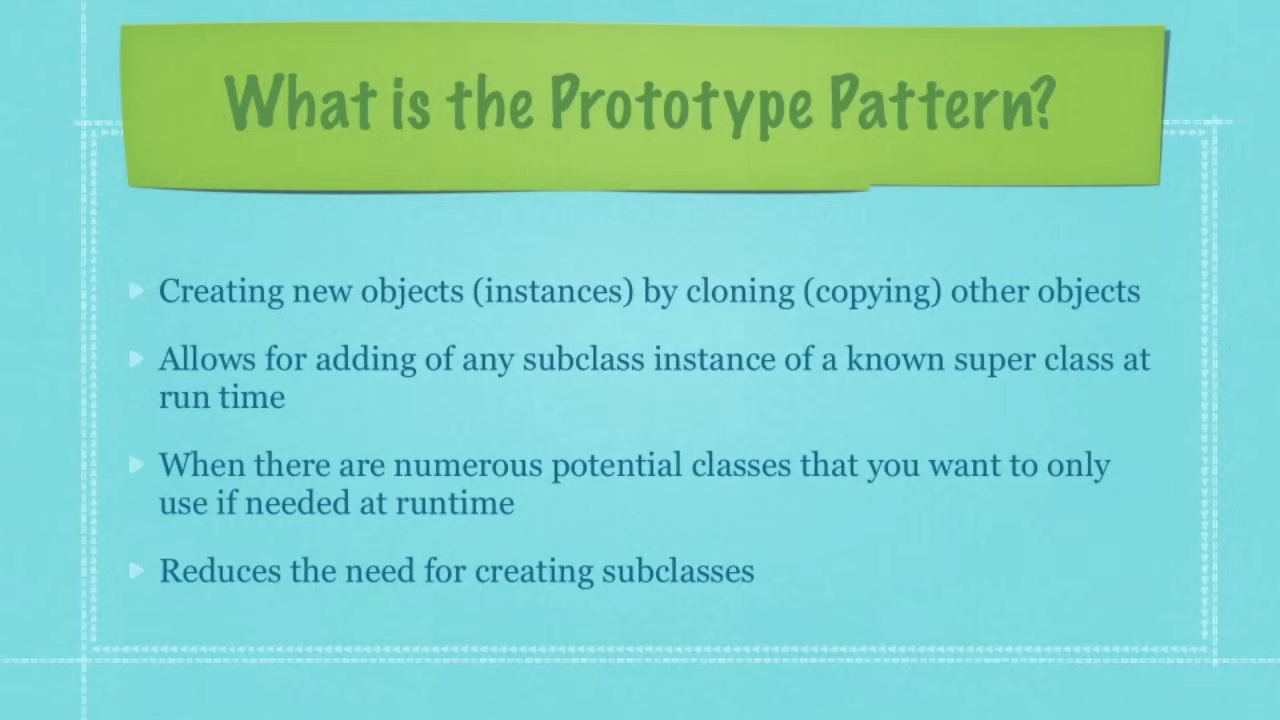 What is the Prototype Pattern?
Creating new objects (instances) by cloning (copying) other objects
Allows for adding of any subclass instance of a known super class at
run time
When there are numerous potential classes that you want to only
use if needed at runtime
Reduces the need for creating subclasses